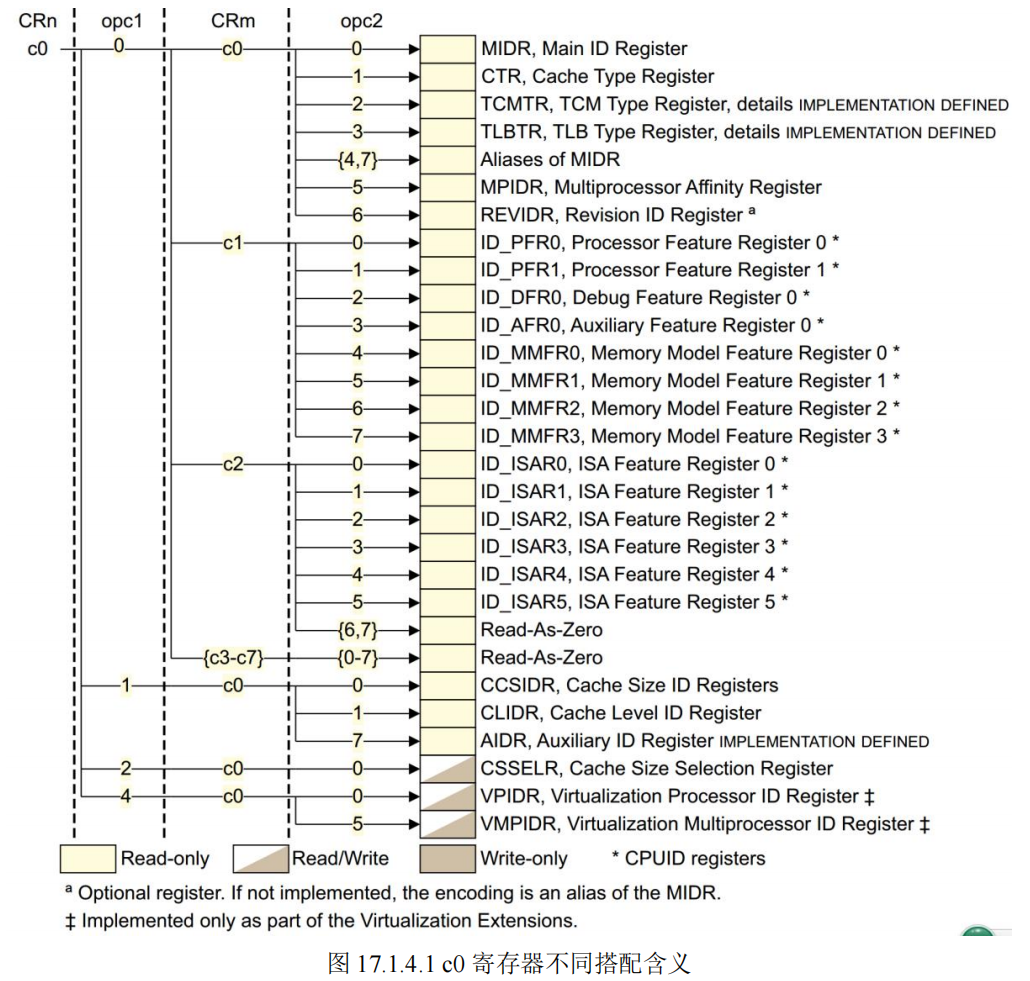 CRn opc1 CRm opc2
c0 0 c0 0 MIDR, Main ID Register
1 CTR, Cache Type Register
2 TCMTR, TCM Type Register, details IMPLEMENTATION DEFINED
3 TLBTR, TLB Type Register, details IMPLEMENTATION DEFINED
{4,7} Aliases of MIDR
5 MPIDR, Multiprocessor Affinity Register
6 REVIDR, Revision ID Register a
c1 0 ID_PFR0, Processor Feature Register 0 *
1 ID_PFR1, Processor Feature Register 1 *
2 ID_DFR0, Debug Feature Register 0 *
3 ID_AFR0, Auxiliary Feature Register 0 *
4 ID_MMFR0, Memory Model Feature Register 0 *
5 ID_MMFR1, Memory Model Feature Register 1 *
6 ID_MMFR2, Memory Model Feature Register 2 *
7 ID_MMFR3, Memory Model Feature Register 3 *
c2 0 ID_ISAR0, ISA Feature Register 0 *
1 ID_ISAR1, ISA Feature Register 1 *
2 ID_ISAR2, ISA Feature Register 2 *
3 ID_ISAR3, ISA Feature Register 3 *
4 ID_ISAR4, ISA Feature Register 4 *
5 ID_ISAR5, ISA Feature Register 5 *
{6,7} Read-As-Zero
{c3-c7} {0-7} Read-As-Zero
1 c0 0 CCSIDR, Cache Size ID Registers
1 CLIDR, Cache Level ID Register
7 AIDR, Auxiliary ID Register IMPLEMENTATION DEFINED
2 c0 0 CSSELR, Cache Size Selection Register
4 c0 0 VPIDR, Virtualization Processor ID Register ‡
5 VMPIDR, Virtualization Multiprocessor ID Register ‡
Read-only Read/Write Write-only * CPUID registers
a Optional register. If not implemented, the encoding is an alias of the MIDR.
‡ Implemented only as part of the Virtualization Extensions.
图 17.1.4.1 c0 寄存器不同搭配含义